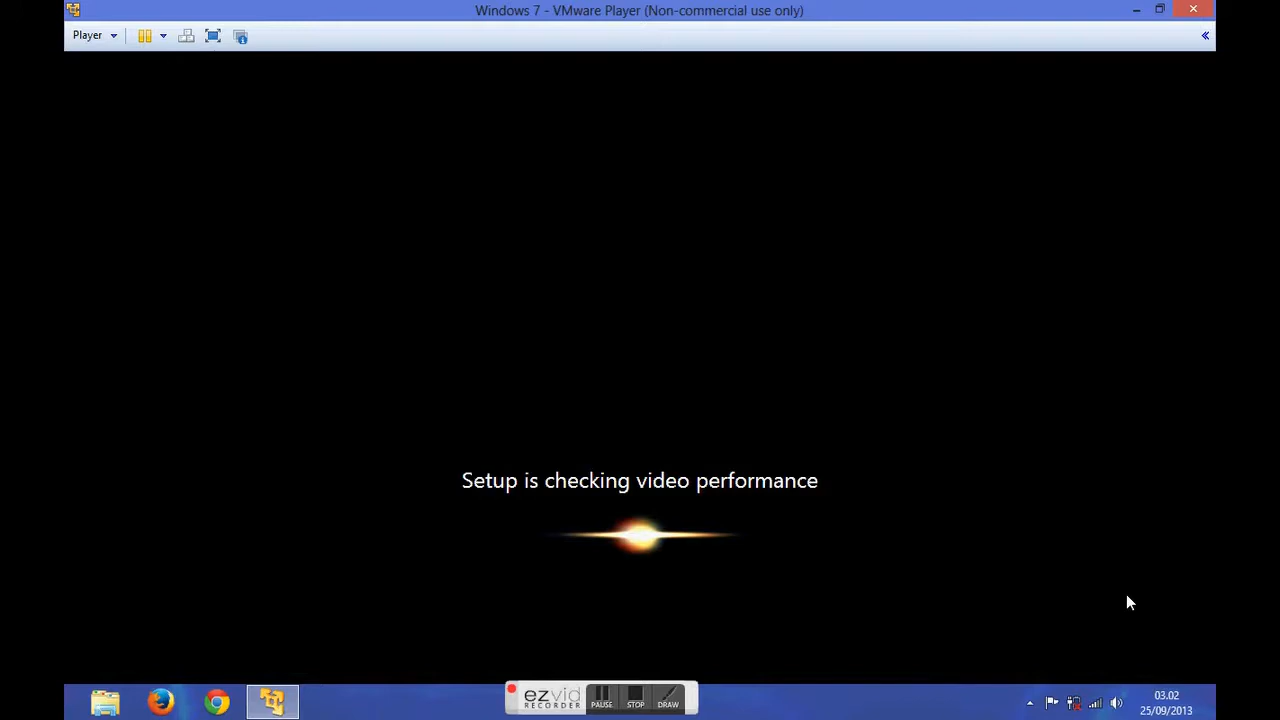 Windows 7 - VMware Player (Non-commercial use only)
Player
Setup is checking video performance
ezvid
RECORDER
PAUSE
STOP
DRAW
03.02
25/09/2013